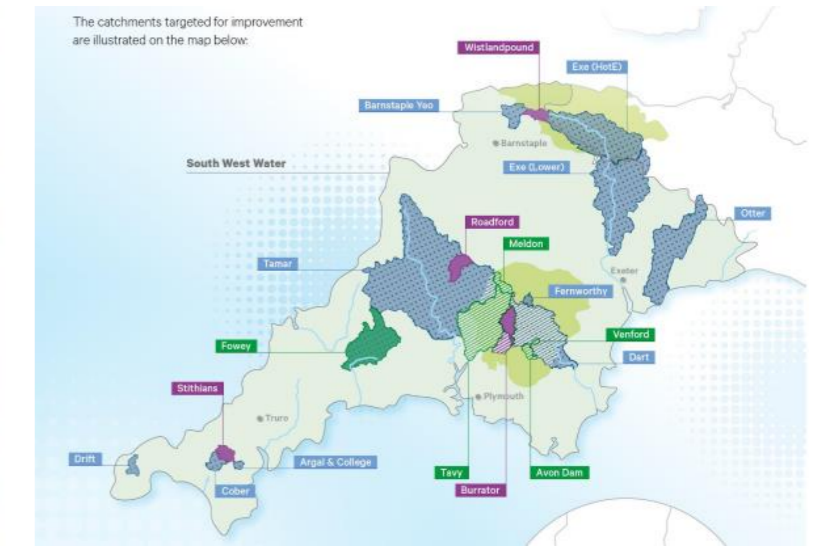 The catchments targeted for improvement
are illustrated on the map below:
Wistlandpound
Exe (HotE)
Barnstaple Yeo
Barnstaple
South West Water
Exe (Lower)
Otter
Roadford
Meldon
Tamar
Exeter
Fernworthy
Fowey
Venford
Dart
Stithians
Plymouth
Truro
Drift
Argal & College
Tavy
Avon Dam
Cober
Burrator